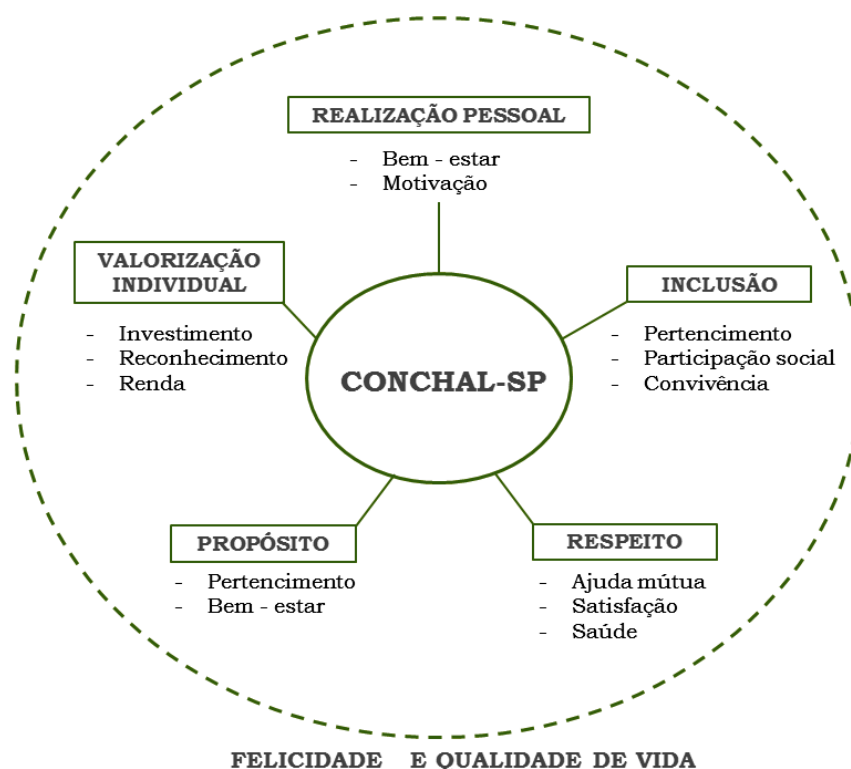 REALIZAÇÃO PESSOAL
- Bem - estar
- Motivação
VALORIZAÇÃO
INDIVIDUAL
- Investimento
- Reconhecimento
- Renda
INCLUSÃO
- Pertencimento
- Participação social
- Convivência
CONCHAL-SP
PROPÓSITO
- Pertencimento
- Bem - estar
RESPEITO
- Ajuda mútua
- Satisfação
- Saúde
FELICIDADE E QUALIDADE DE VIDA